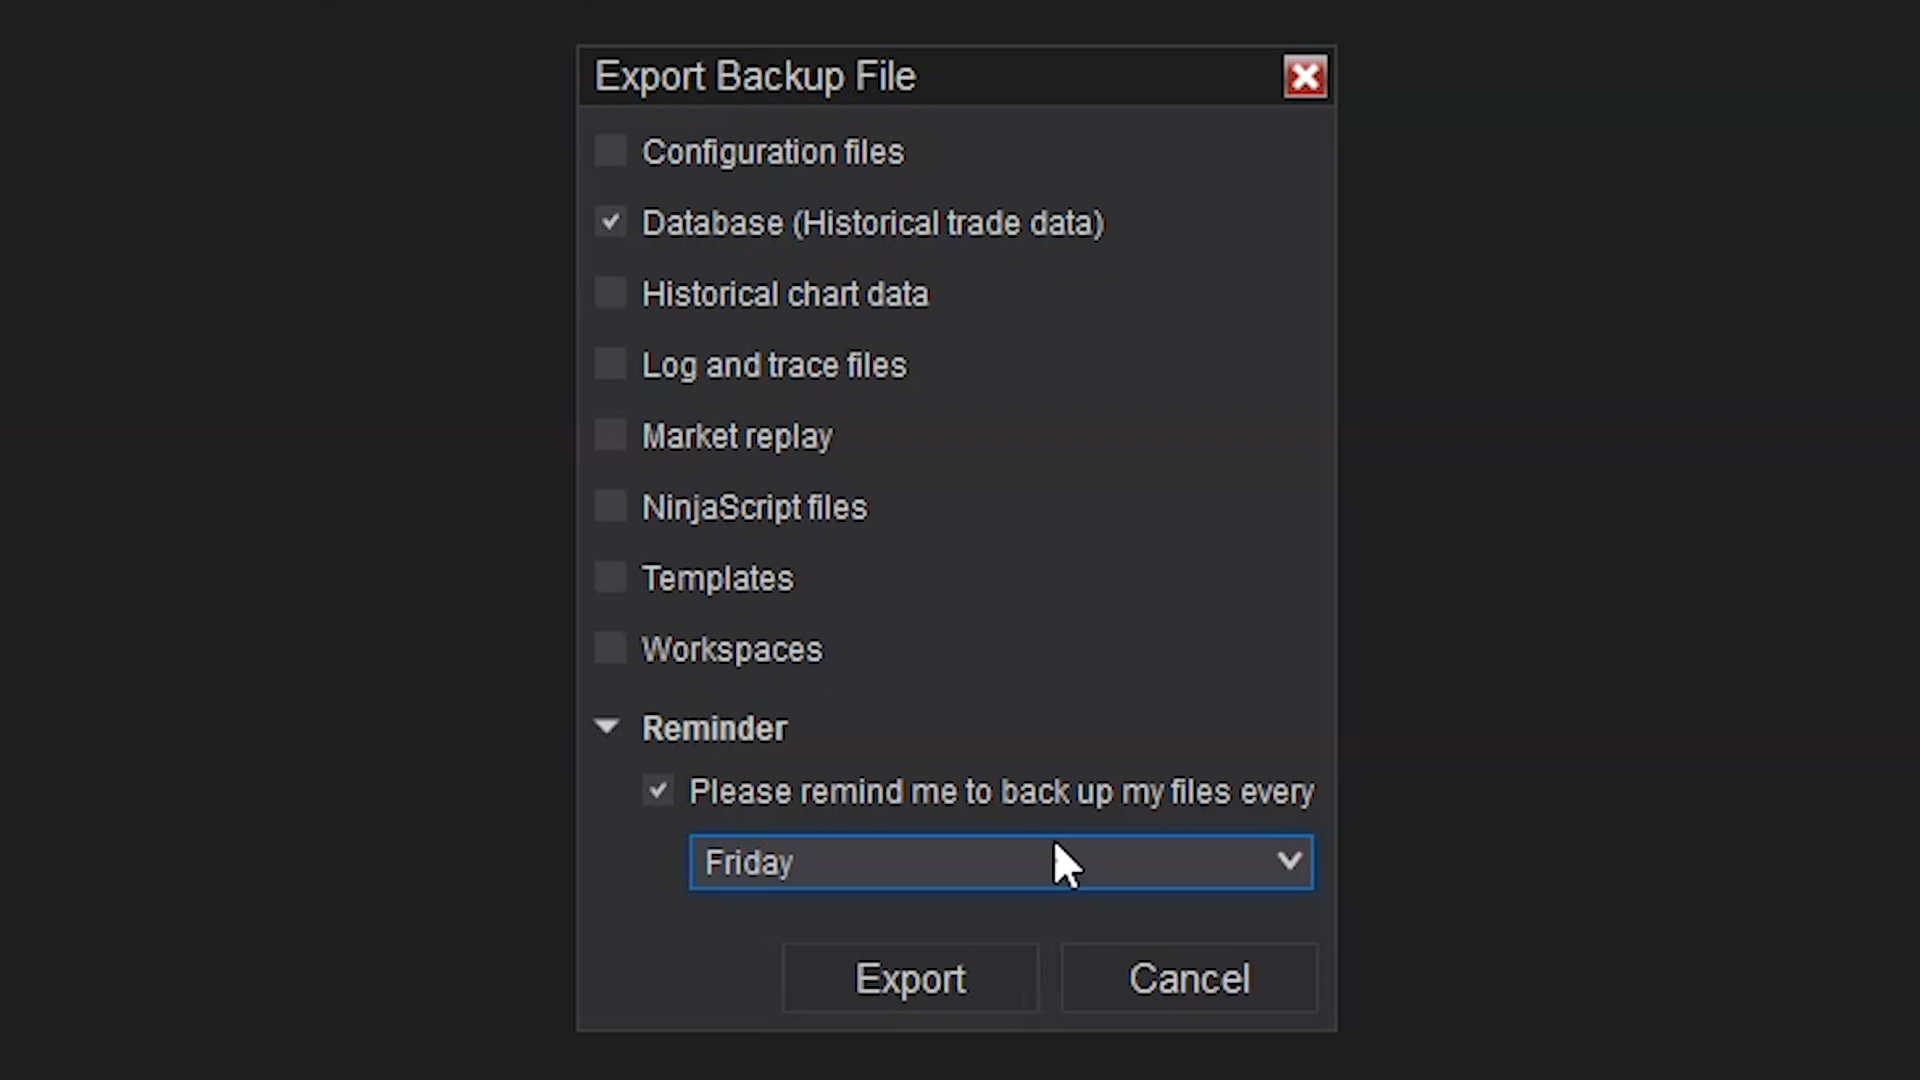 Export Backup File
Configuration files
Database (Historical trade data)
Historical chart data
Log and trace files
Market replay
NinjaScript files
Templates
Workspaces
Reminder
Please remind me to back up my files every
Friday
Export
Cancel